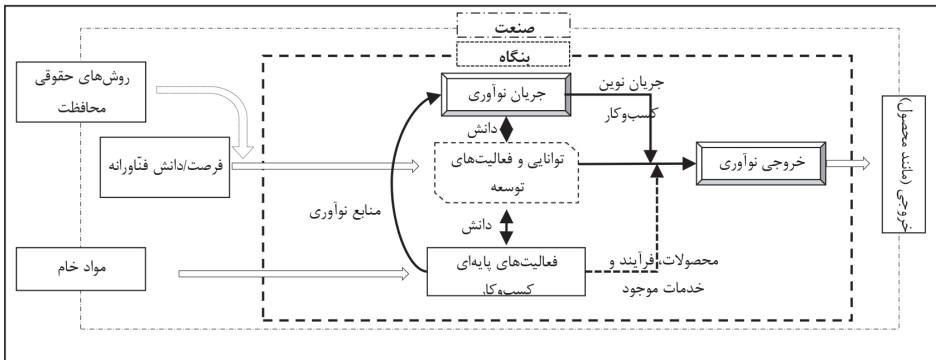 صنعت
بنگاه
روش‌های حقوقی
محافظت
فرصت/دانش فنّاورانه
مواد خام
جریان نوآوری
جریان نوین
کسب‌وکار
دانش
توانایی و فعالیت‌های
توسعه
منابع نوآوری
دانش
فعالیت‌های پایه‌ای
کسب‌وکار
محصولات، فرآیند و
خدمات موجود
خروجی نوآوری
خروجی (مانند محصول)